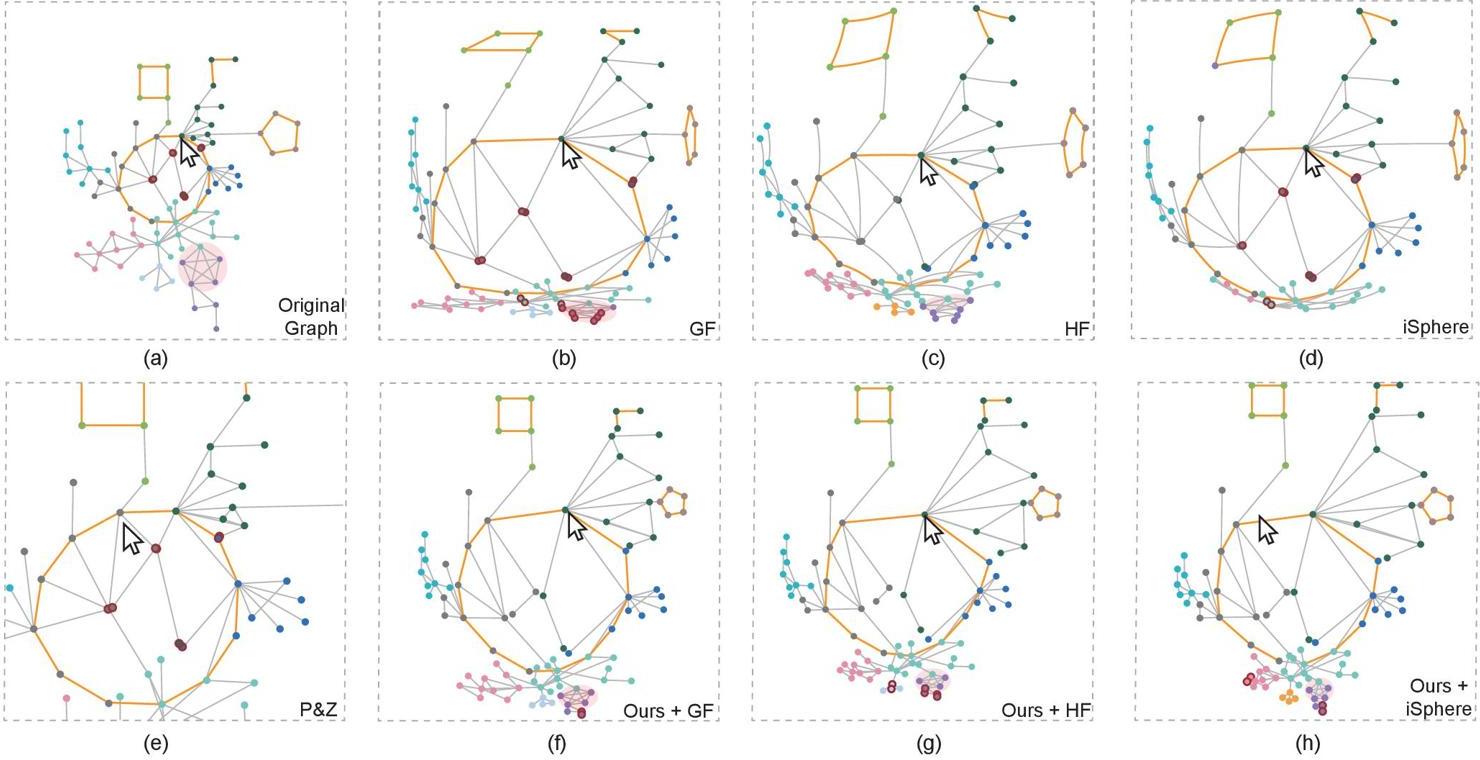 Original
Graph
GF
HF
iSphere
(a)
(b)
(c)
(d)
P&Z
Ours + GF
Ours + HF
Ours +
iSphere
(e)
(f)
(g)
(h)